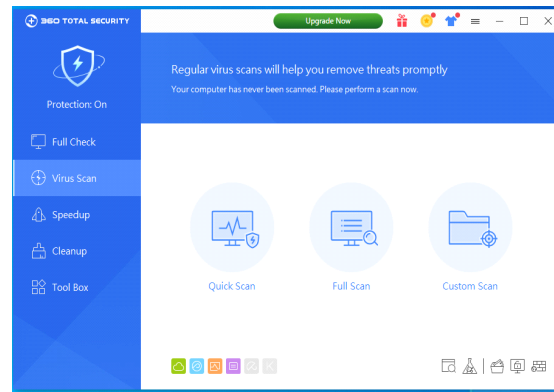 360 TOTAL SECURITY
Upgrade Now
Protection: On
Full Check
Virus Scan
Speedup
Cleanup
Tool Box
Regular virus scans will help you remove threats promptly
Your computer has never been scanned. Please perform a scan now.
Quick Scan
Full Scan
Custom Scan